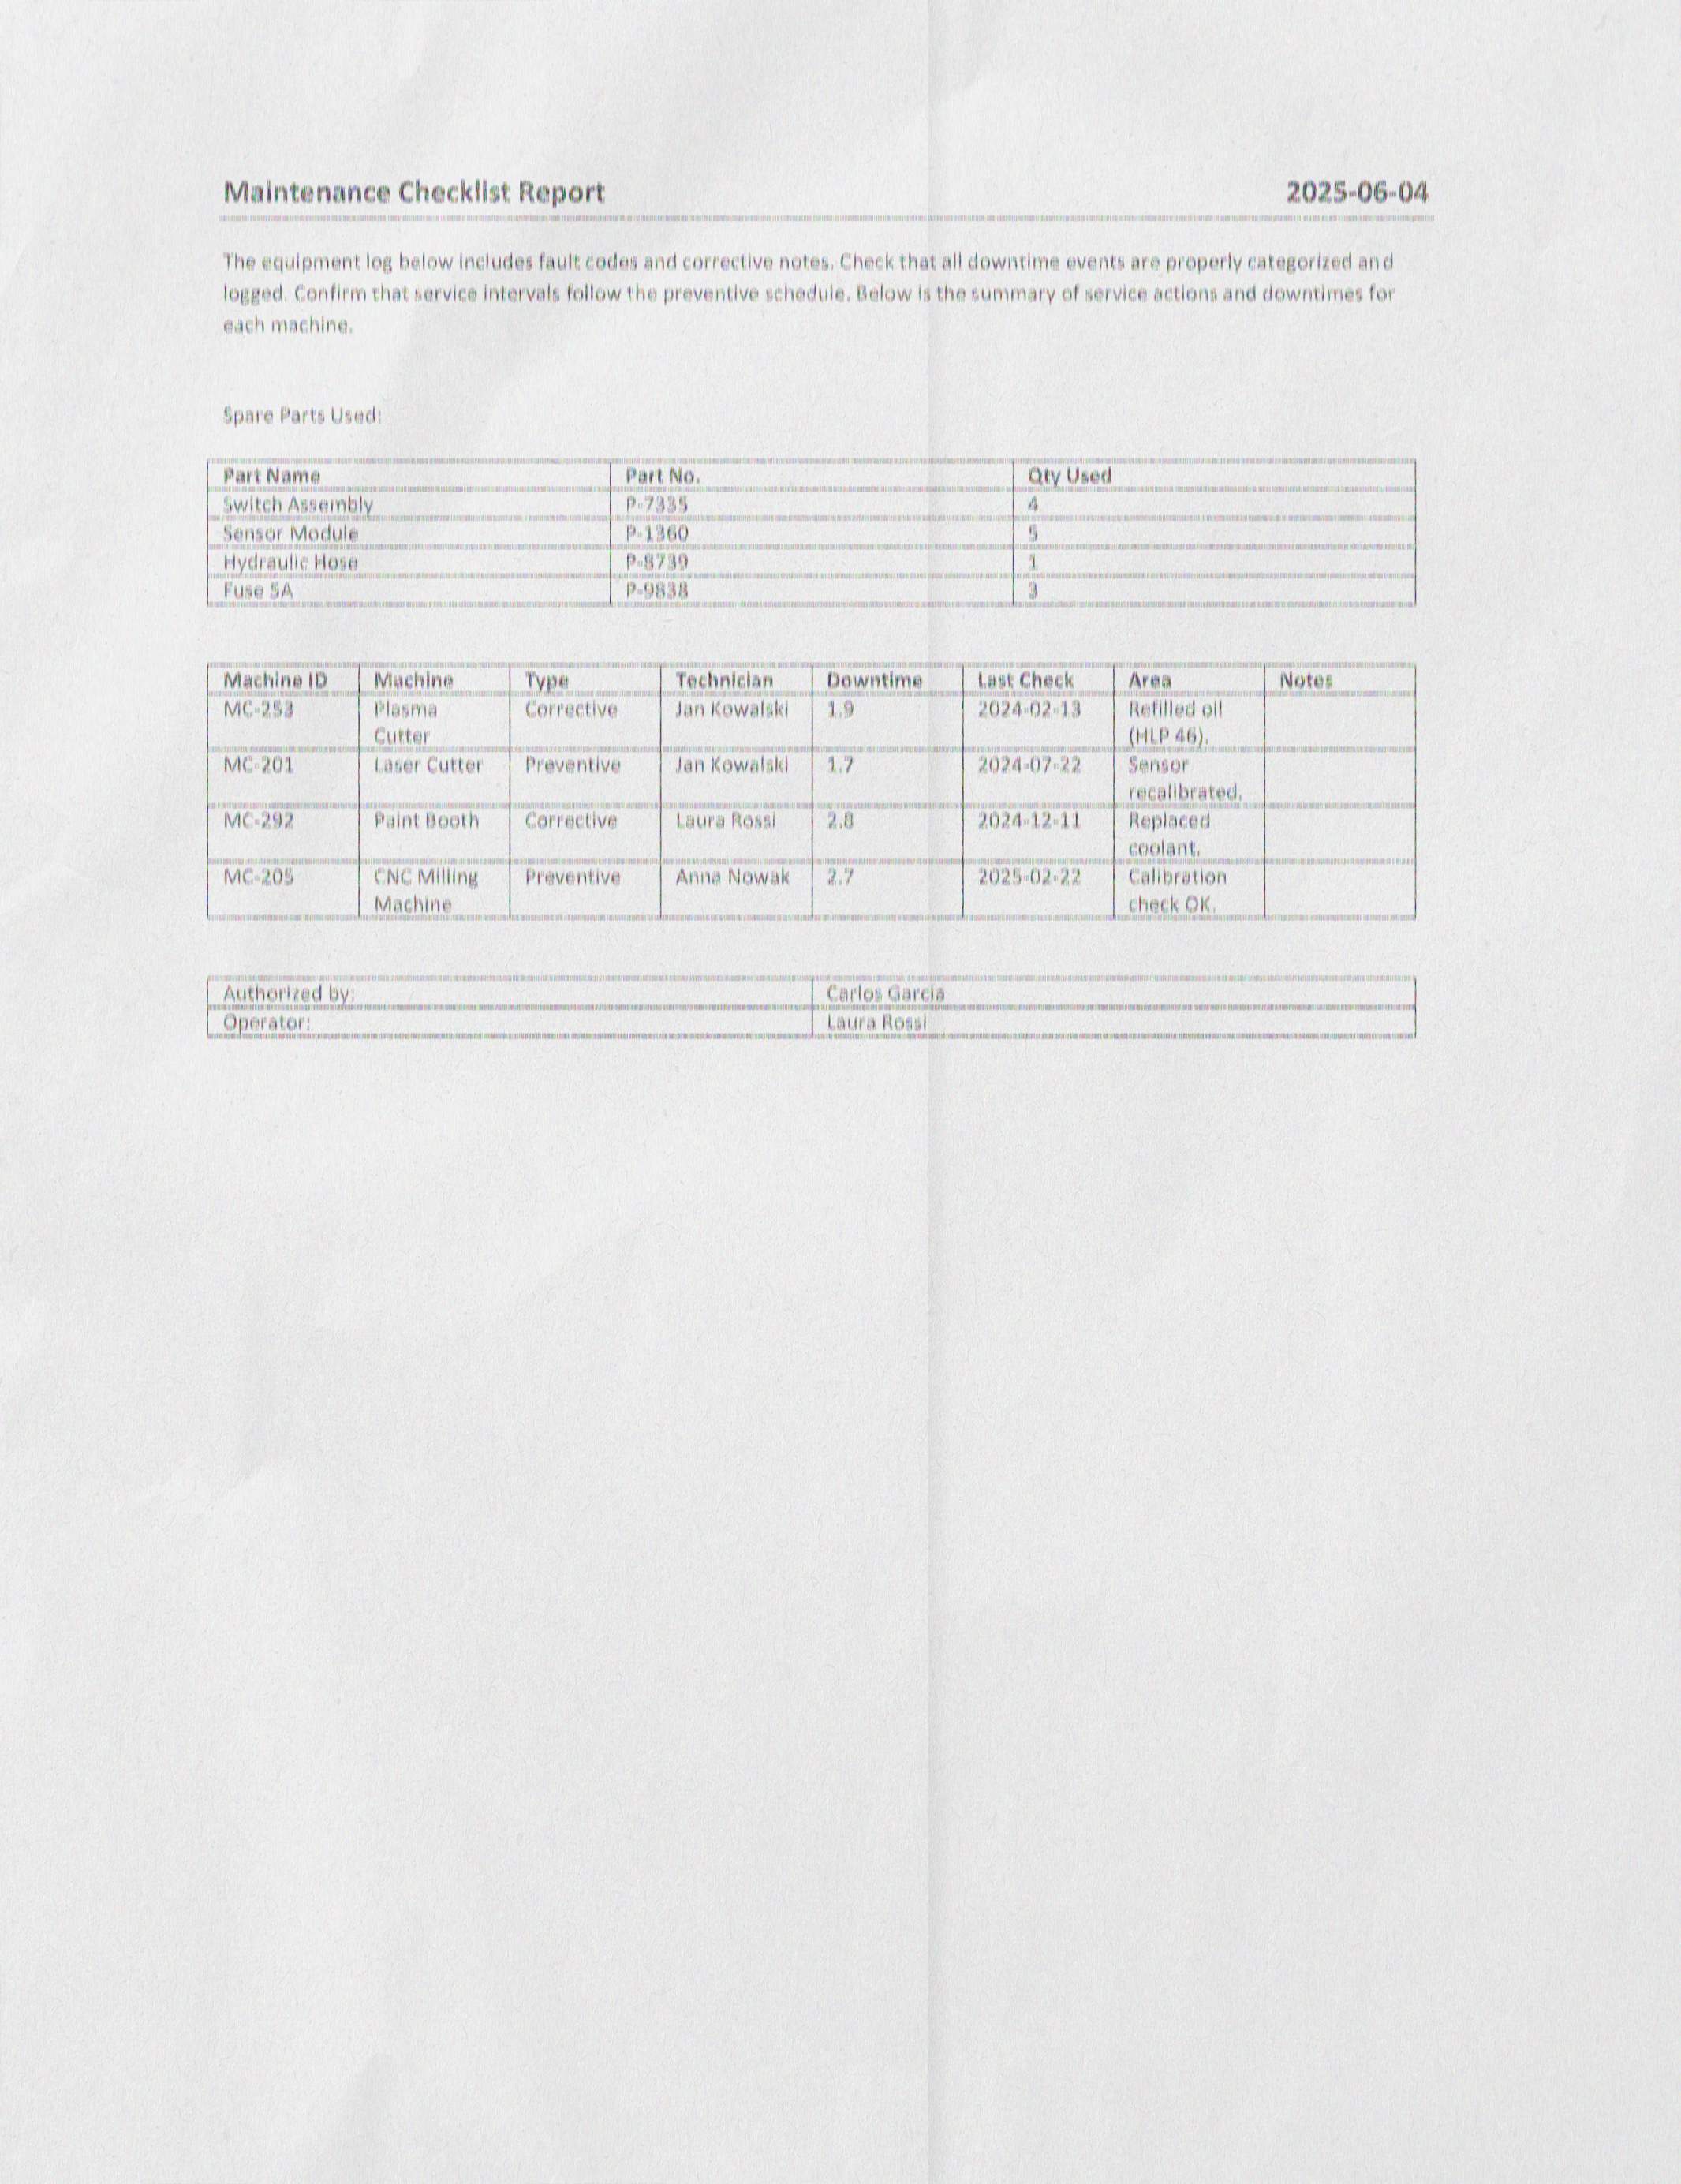 Maintenance Checklist Report 2025-06-04
The equipment log below includes fault codes and corrective notes. Check that all downtime events are properly categorized and
logged. Confirm that service intervals follow the preventive schedule. Below is the summary of service actions and downtimes for
each machine.
Spare Parts Used:
Part Name Part No. Qty Used
Switch Assembly P-7335 4
Sensor Module P-1360 5
Hydraulic Hose P-8739 1
Fuse 5A P-9838 3
Machine ID Machine Type Technician Downtime Last Check Area Notes
MC-253 Plasma Corrective Jan Kowalski 1.9 2024-02-13 Refilled oil
Cutter (HLP 46).
MC-201 Laser Cutter Preventive Jan Kowalski 1.7 2024-07-22 Sensor
recalibrated.
MC-292 Paint Booth Corrective Laura Rossi 2.8 2024-12-11 Replaced
coolant.
MC-205 CNC Milling Preventive Anna Nowak 2.7 2025-02-22 Calibration
Machine check OK.
Authorized by: Carlos Garcia
Operator: Laura Rossi